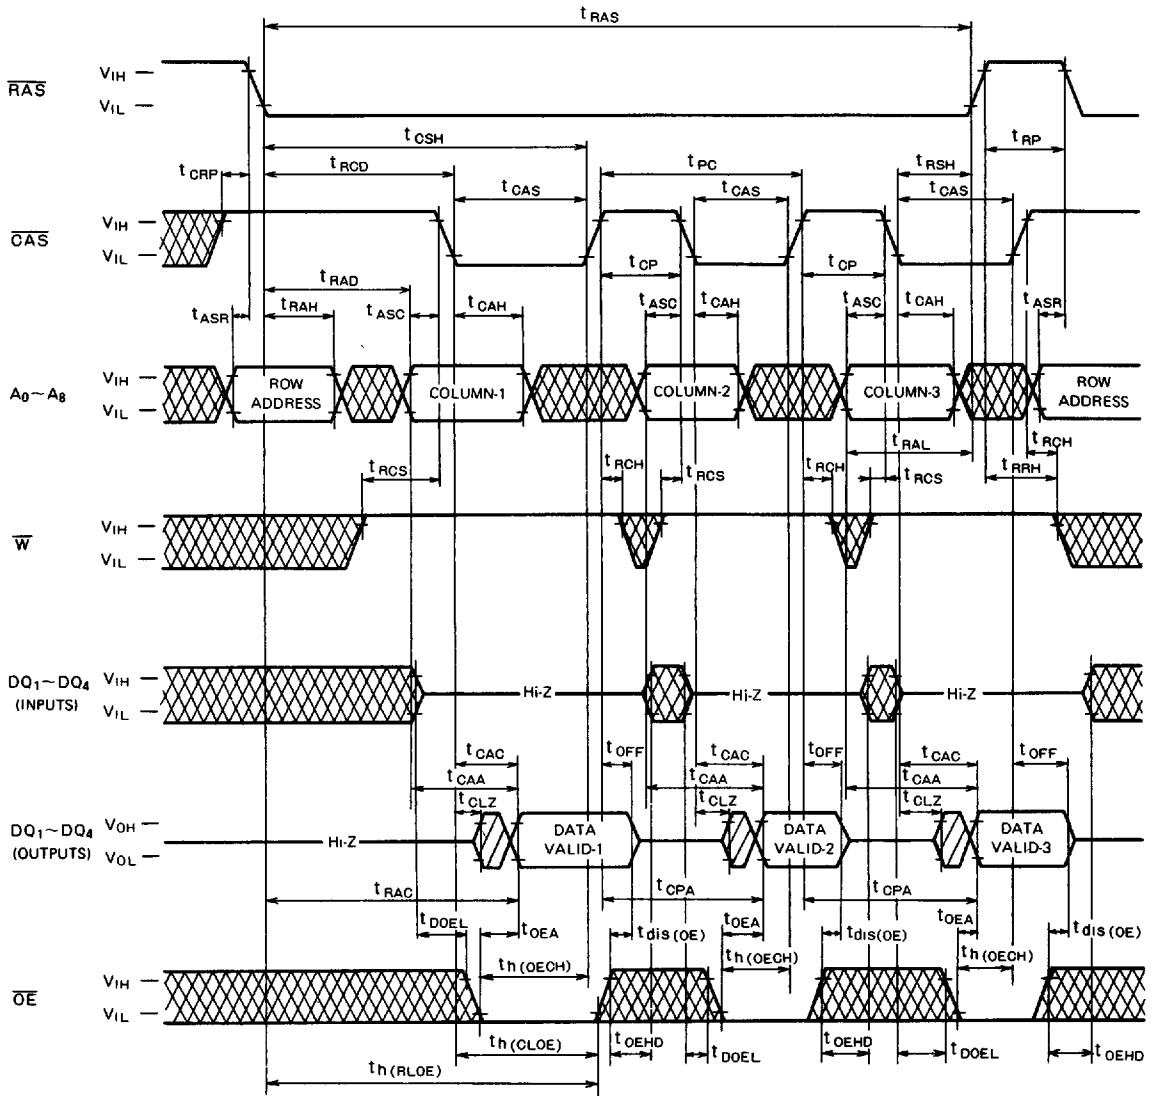 tRAS
RAS
VIH
VIL
tCSH
tRP
tRCD
tPC
tRSH
tCRP
tCAS
tCAS
tCAS
CAS
VIH
VIL
tCP
tCP
tRAD
tASR
tRAH
tASC
tCAH
tASC
tCAH
tASC
tCAH
tASR
A0~A8
VIH
VIL
ROW ADDRESS
COLUMN-1
COLUMN-2
COLUMN-3
ROW ADDRESS
tRAL
tRCH
tRCS
tRCH
tRCS
tRCH
tRCS
tRRH
W
VIH
VIL
DQ1~DQ4
(INPUTS)
VIH
VIL
Hi-Z
Hi-Z
Hi-Z
tCAC
tOFF
tCAC
tOFF
tCAC
tOFF
tCAA
tCAA
tCAA
tCLZ
tCLZ
tCLZ
DQ1~DQ4
(OUTPUTS)
VOH
VOL
Hi-Z
DATA VALID-1
DATA VALID-2
DATA VALID-3
tRAC
tCPA
tCPA
tDOEL
tOEA
tdis(OE)
tOEA
tdis(OE)
tOEA
tdis(OE)
th(OECH)
th(OECH)
th(OECH)
OE
VIH
VIL
th(CLOE)
tOEHD
tDOEL
tOEHD
tDOEL
tOEHD
th(RLOE)